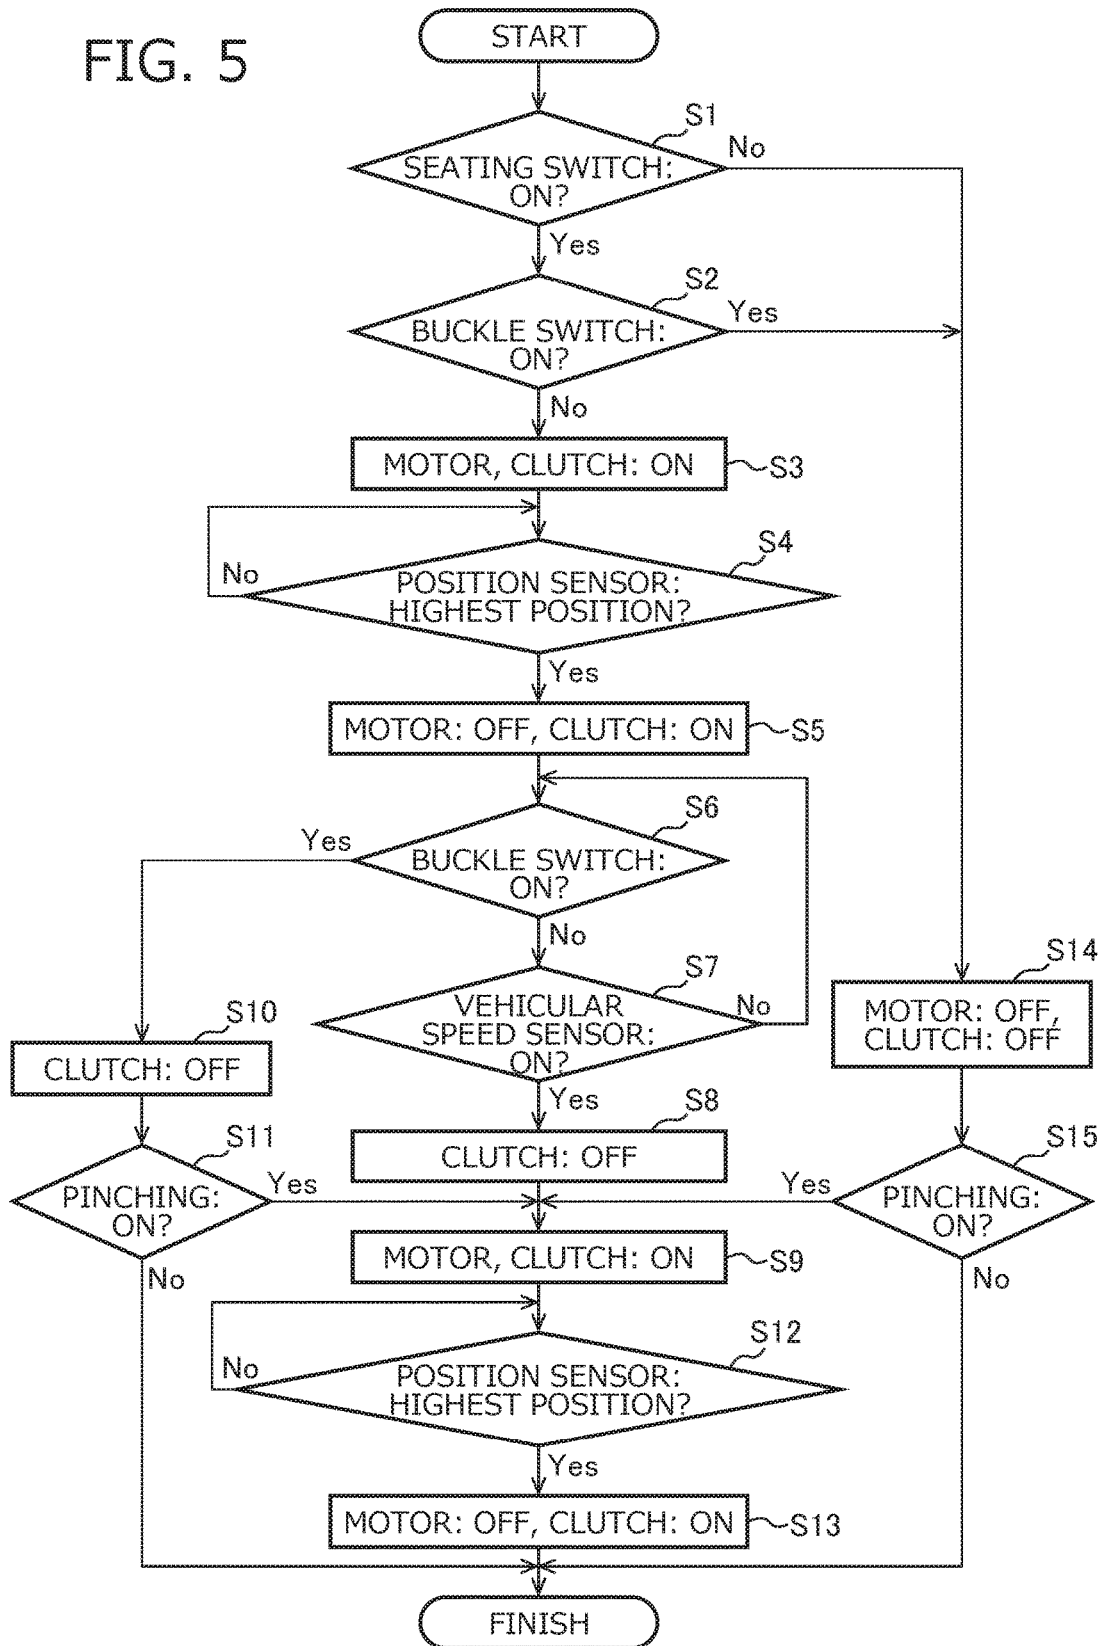 FIG. 5
START
S1
SEATING SWITCH:
ON?
No
Yes
S2
BUCKLE SWITCH:
ON?
Yes
No
MOTOR, CLUTCH: ON
S3
S4
POSITION SENSOR:
HIGHEST POSITION?
No
Yes
MOTOR: OFF, CLUTCH: ON
S5
S6
BUCKLE SWITCH:
ON?
Yes
No
S7
VEHICULAR
SPEED SENSOR:
ON?
No
Yes
S8
CLUTCH: OFF
S10
CLUTCH: OFF
S11
PINCHING:
ON?
Yes
No
S14
MOTOR: OFF,
CLUTCH: OFF
S15
PINCHING:
ON?
Yes
No
MOTOR, CLUTCH: ON
S9
S12
POSITION SENSOR:
HIGHEST POSITION?
No
Yes
MOTOR: OFF, CLUTCH: ON
S13
FINISH